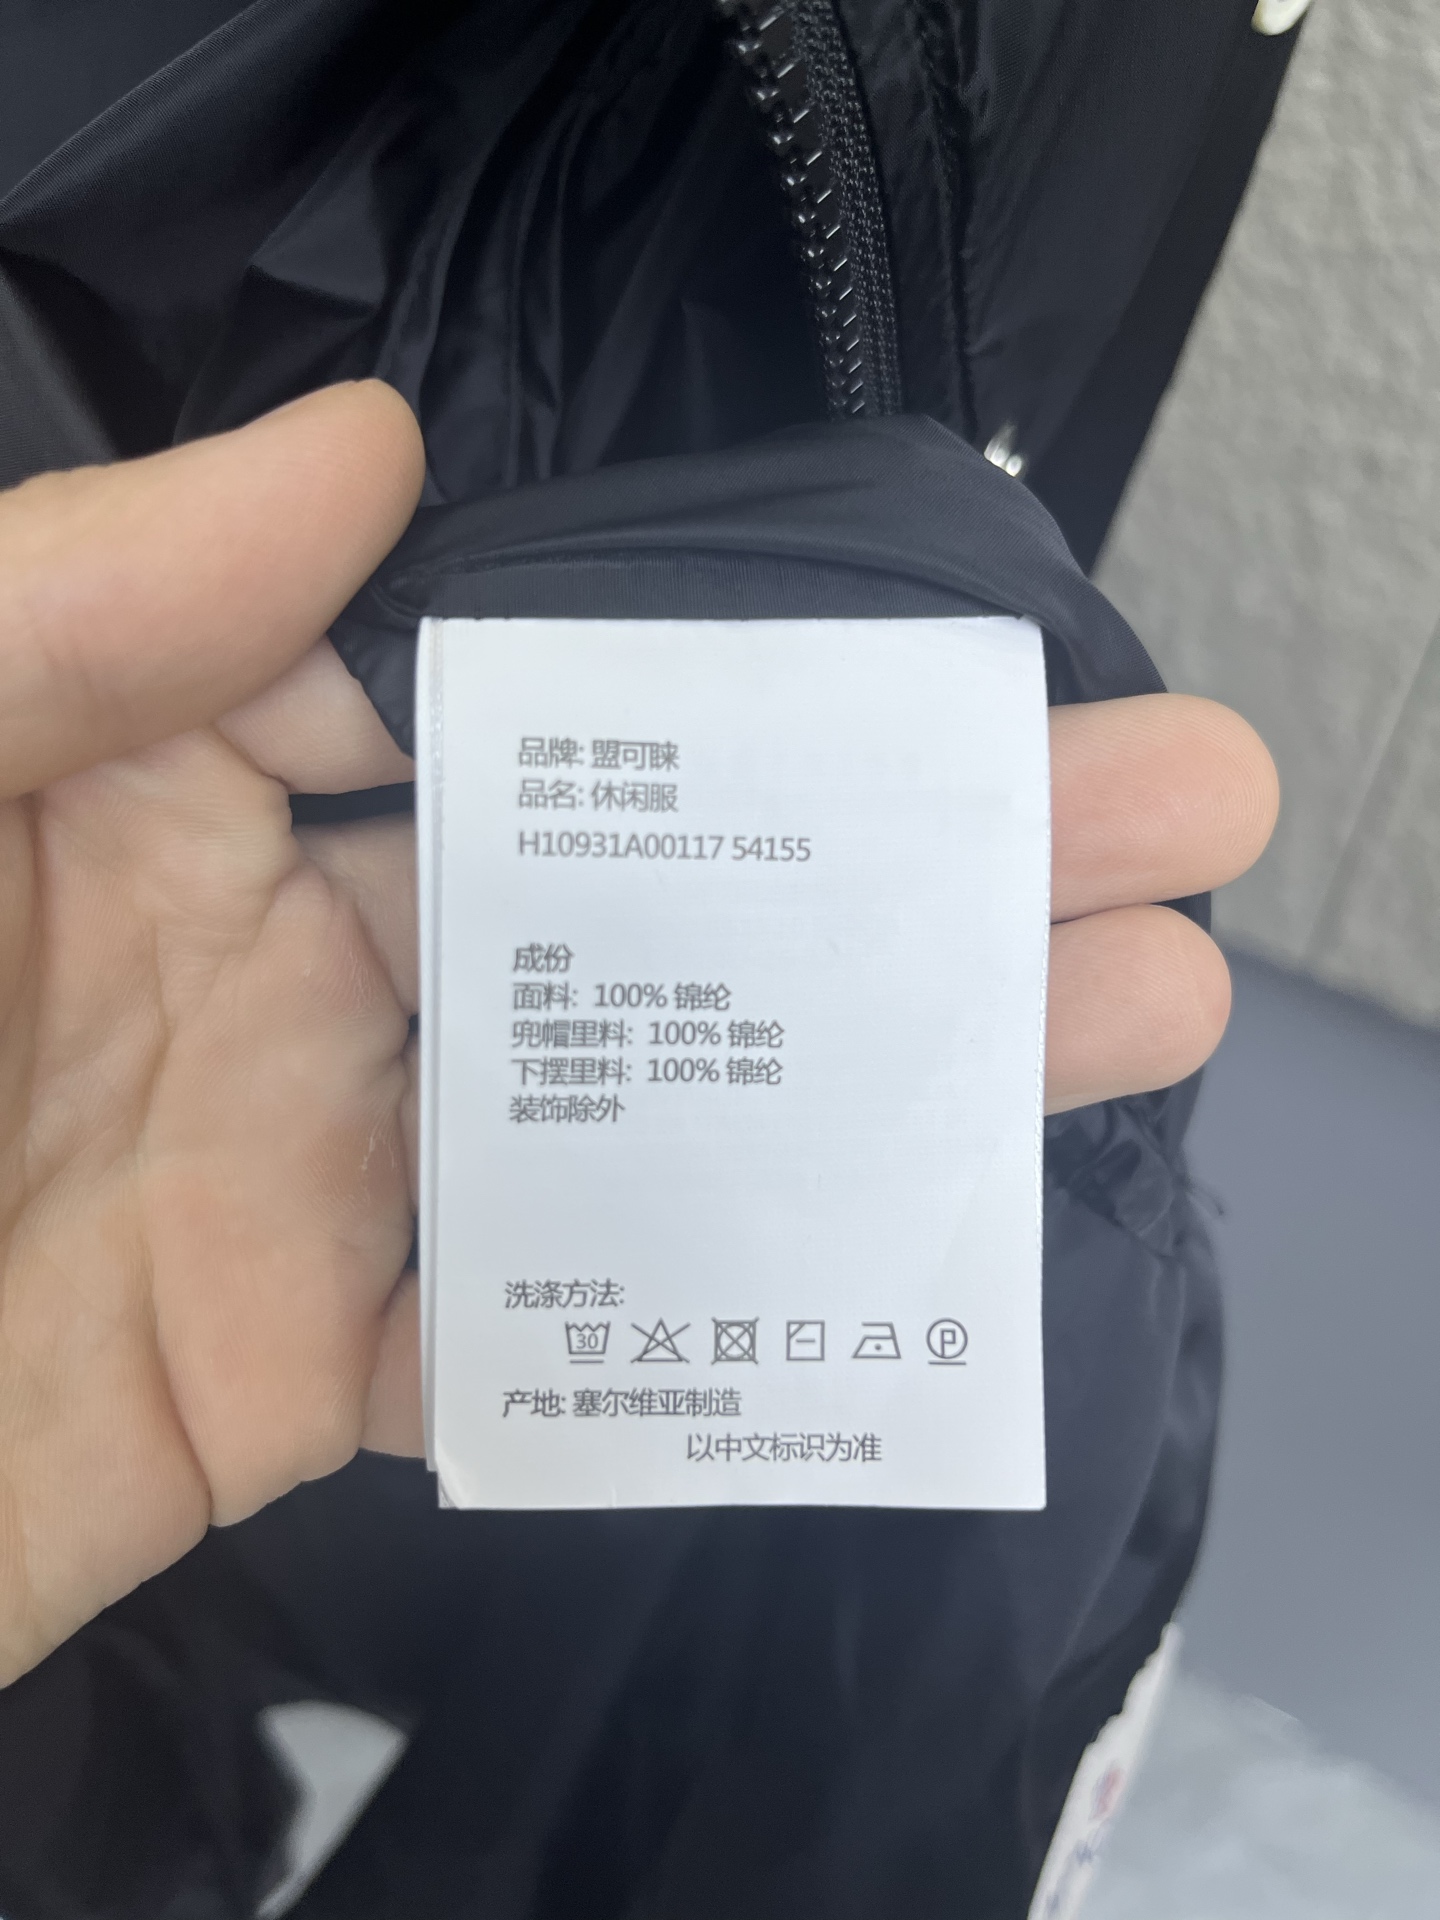 品牌: 盟可睐
品名: 休闲服
H10931A00117 54155
成份
面料: 100% 锦纶
兜帽里料: 100% 锦纶
下摆里料: 100% 锦纶
装饰除外
洗涤方法:
30
P
产地: 塞尔维亚制造
以中文标识为准